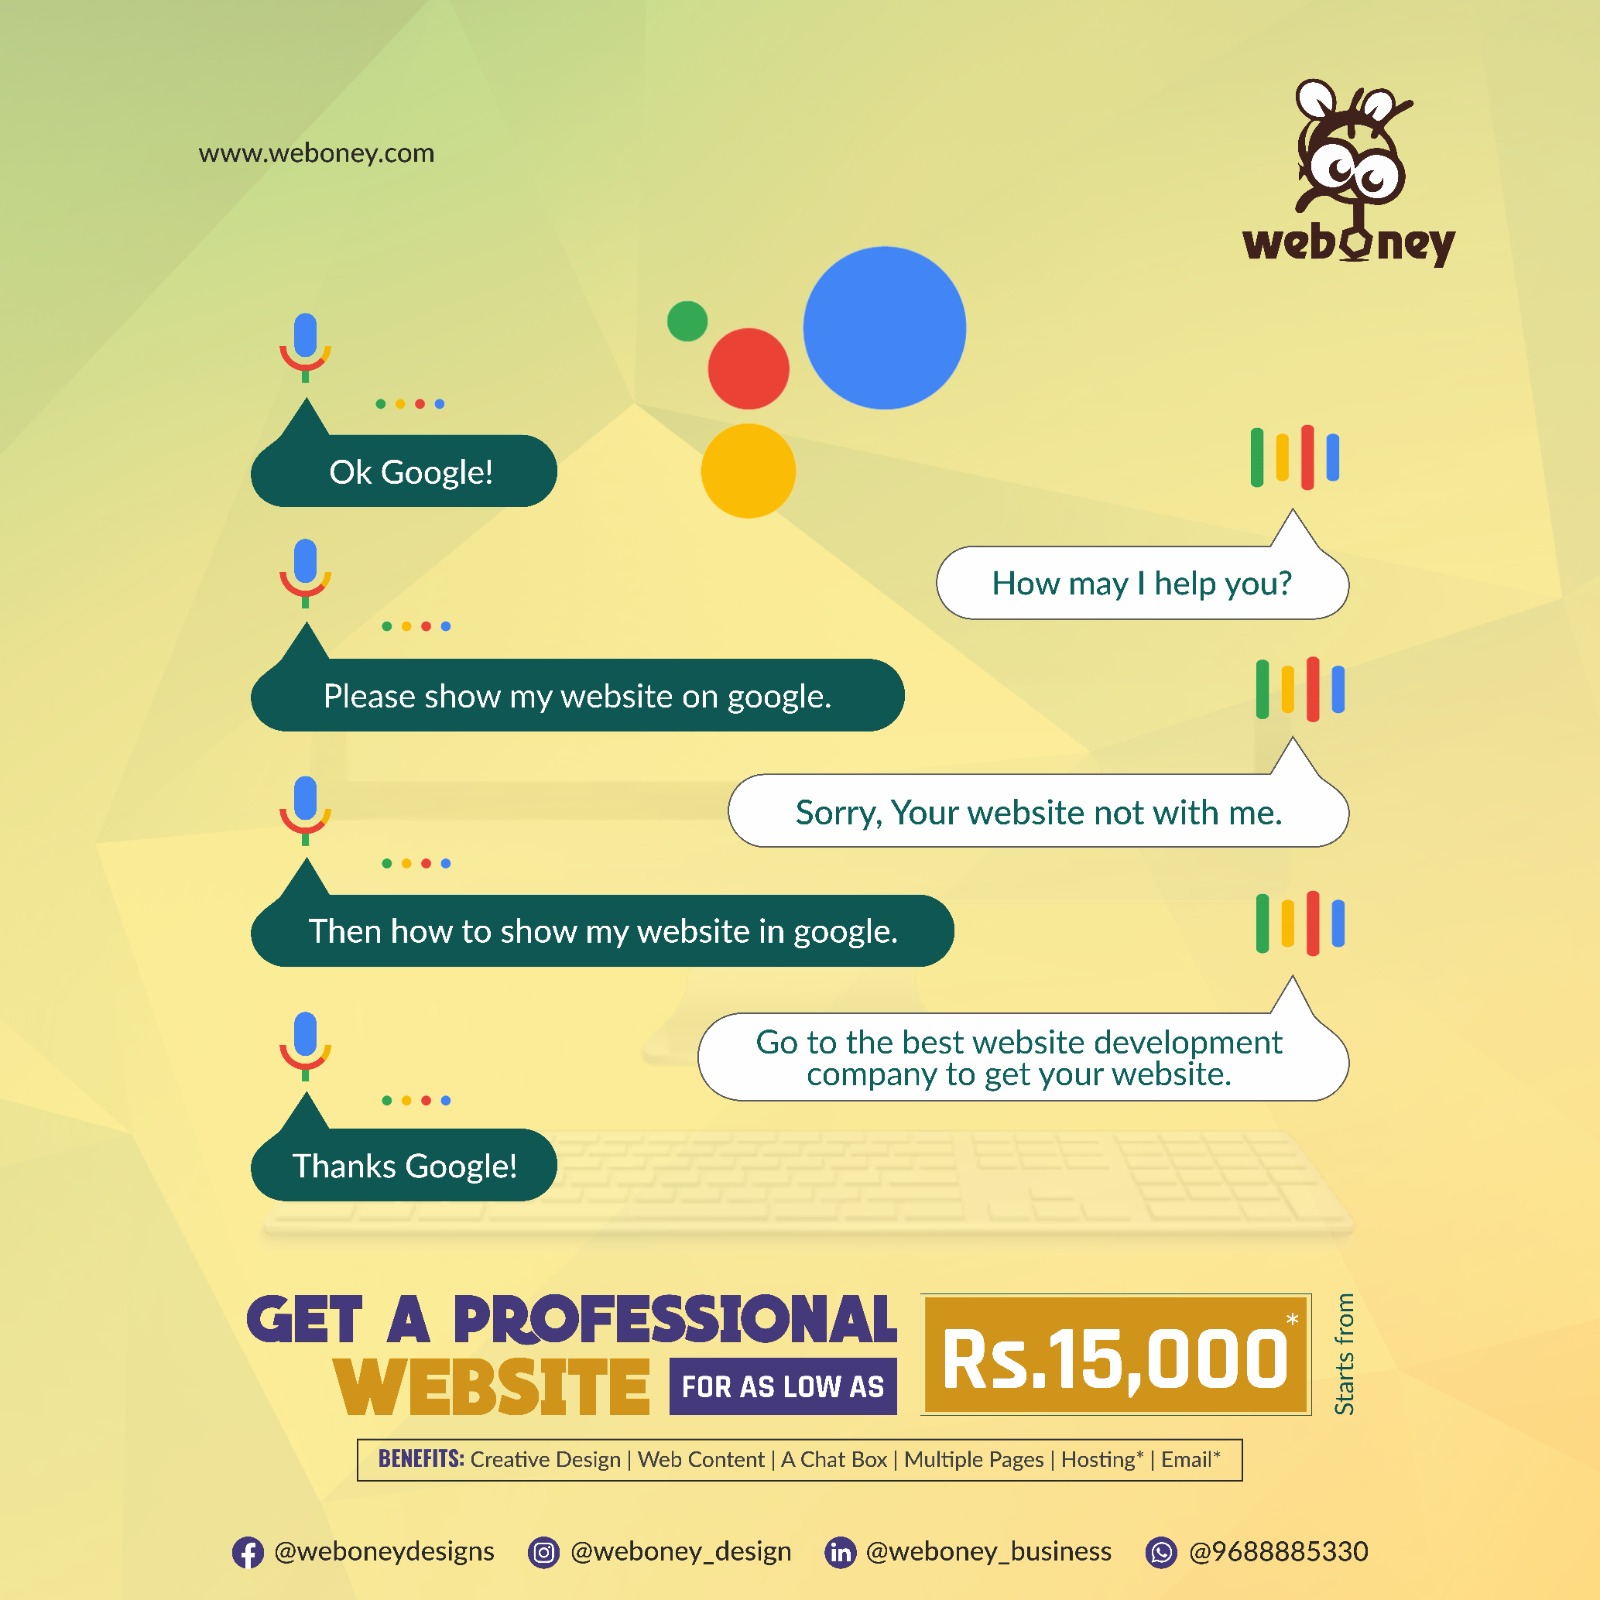 www.weboney.com
weboney
Ok Google!
How may I help you?
Please show my website on google.
Sorry, Your website not with me.
Then how to show my website in google.
Go to the best website development
company to get your website.
Thanks Google!
GET A PROFESSIONAL
WEBSITE FOR AS LOW AS
Rs.15,000*
Starts from
BENEFITS: Creative Design | Web Content | A Chat Box | Multiple Pages | Hosting* | Email*
@weboneydesigns @weboney_design @weboney_business @9688885330